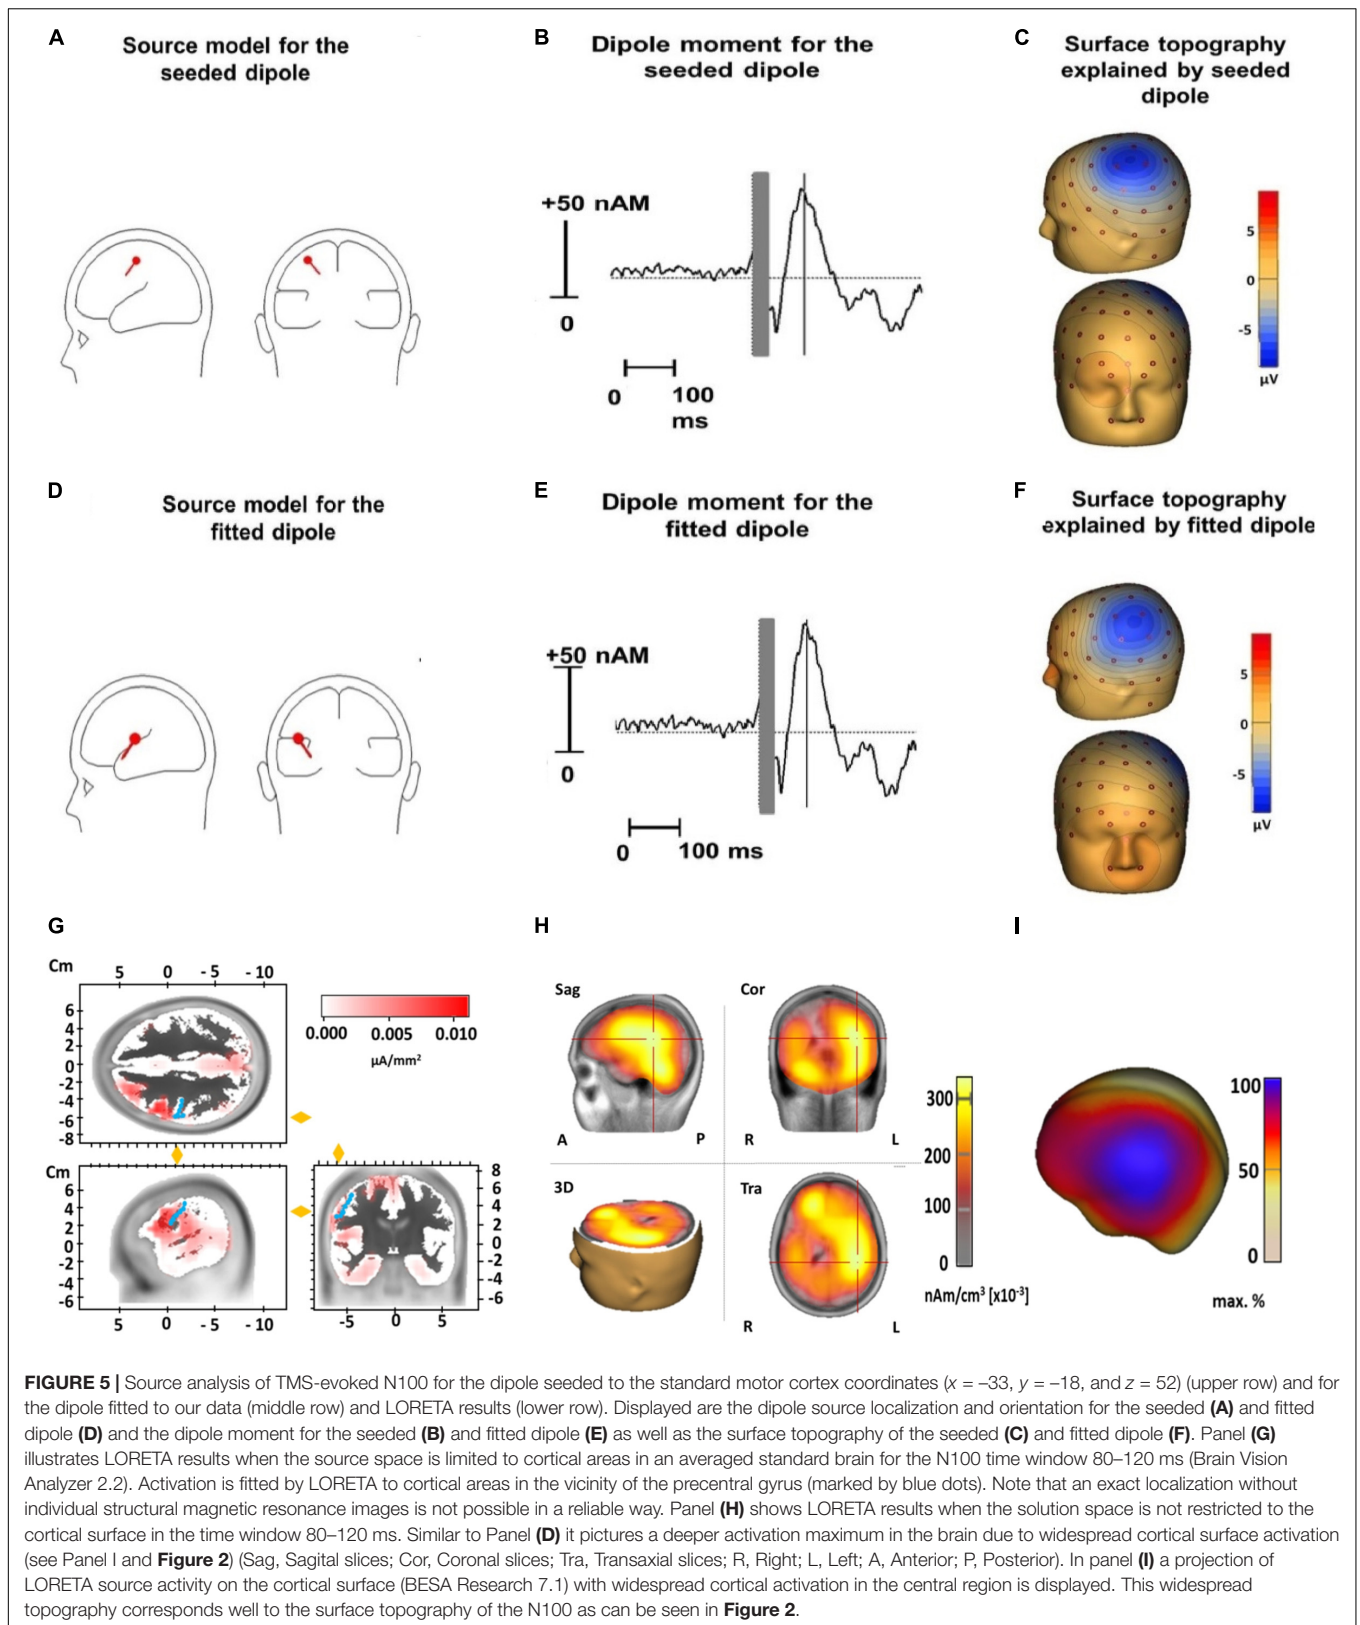 A
Source model for the
seeded dipole
B
Dipole moment for the
seeded dipole
+50 nAM
0
0 100
ms
C
Surface topography
explained by seeded
dipole
5
0
-5
µV
D
Source model for the
fitted dipole
E
Dipole moment for the
fitted dipole
+50 nAM
0
0 100 ms
F
Surface topography
explained by fitted dipole
5
0
-5
µV
G
Cm
5 0 - 5 - 10
6
4
2
0
-2
-4
-6
-8
0.000 0.005 0.010
µA/mm²
Cm
6
4
2
0
-2
-4
-6
5 0 - 5 - 10
8
6
4
2
0
-2
-4
-6
-5 0 5
H
Sag
A P
Cor
R L
3D
Tra
R L
300
200
100
0
nAm/cm³ [x10⁻³]
I
100
50
0
max. %
FIGURE 5 | Source analysis of TMS-evoked N100 for the dipole seeded to the standard motor cortex coordinates (x = –33, y = –18, and z = 52) (upper row) and for
the dipole fitted to our data (middle row) and LORETA results (lower row). Displayed are the dipole source localization and orientation for the seeded (A) and fitted
dipole (D) and the dipole moment for the seeded (B) and fitted dipole (E) as well as the surface topography of the seeded (C) and fitted dipole (F). Panel (G)
illustrates LORETA results when the source space is limited to cortical areas in an averaged standard brain for the N100 time window 80–120 ms (Brain Vision
Analyzer 2.2). Activation is fitted by LORETA to cortical areas in the vicinity of the precentral gyrus (marked by blue dots). Note that an exact localization without
individual structural magnetic resonance images is not possible in a reliable way. Panel (H) shows LORETA results when the solution space is not restricted to the
cortical surface in the time window 80–120 ms. Similar to Panel (D) it pictures a deeper activation maximum in the brain due to widespread cortical surface activation
(see Panel I and Figure 2) (Sag, Sagital slices; Cor, Coronal slices; Tra, Transaxial slices; R, Right; L, Left; A, Anterior; P, Posterior). In panel (I) a projection of
LORETA source activity on the cortical surface (BESA Research 7.1) with widespread cortical activation in the central region is displayed. This widespread
topography corresponds well to the surface topography of the N100 as can be seen in Figure 2.